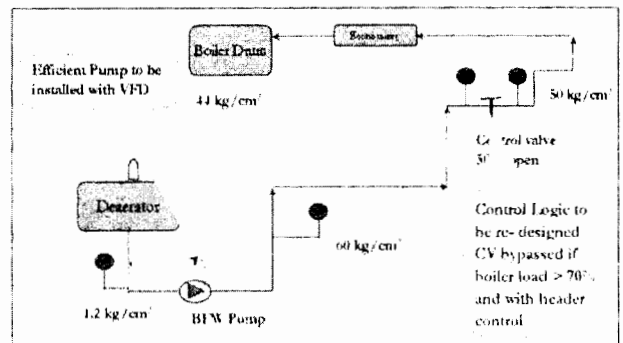 Boiler Drum
Economiser
Efficient Pump to be
installed with VFD
44 kg/cm²
50 kg/cm²
Control valve
open
Deaerator
60 kg/cm²
Control Logic to
be re- designed
CV bypassed if
boiler load > 70%
and with header
control
1.2 kg/cm²
BFW Pump